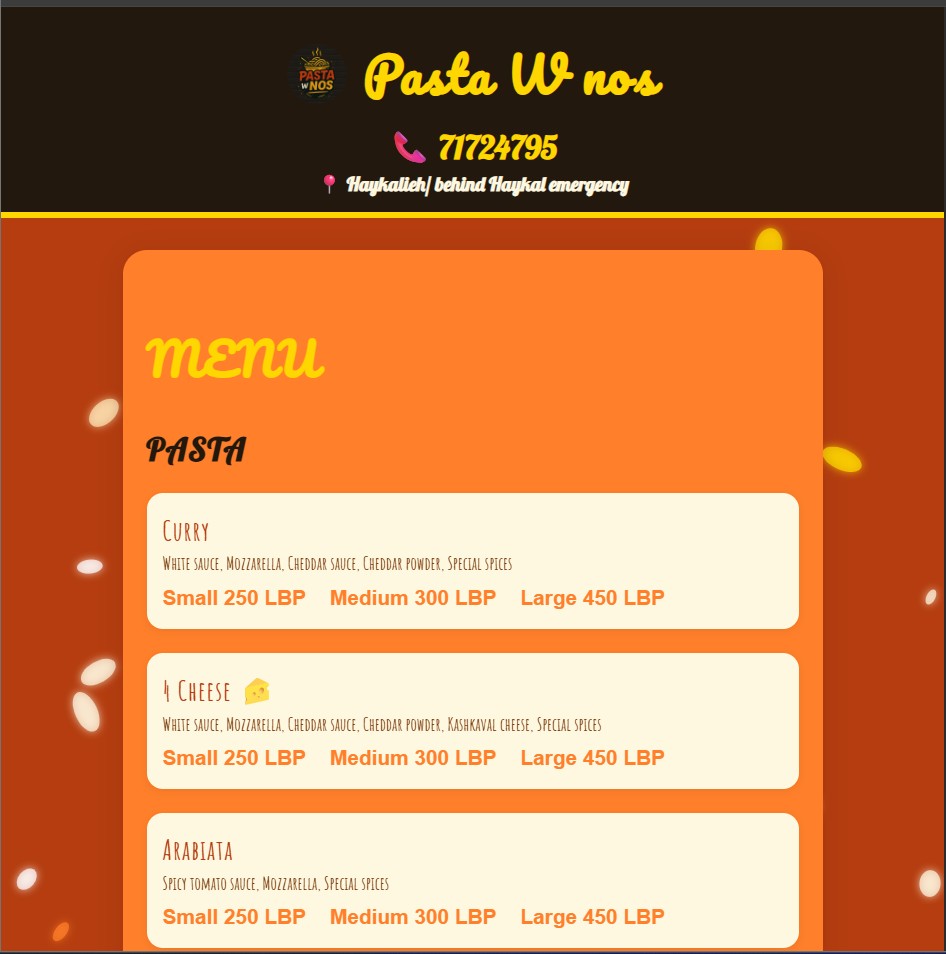 PASTA
W NOS
Pasta W nos
71724795
Haykalieh/ behind Haykal emergency
MENU
PASTA
Curry
White sauce, Mozzarella, Cheddar sauce, Cheddar powder, Special spices
Small 250 LBP Medium 300 LBP Large 450 LBP
4 Cheese
White sauce, Mozzarella, Cheddar sauce, Cheddar powder, Kashkaval cheese, Special spices
Small 250 LBP Medium 300 LBP Large 450 LBP
Arabiata
Spicy tomato sauce, Mozzarella, Special spices
Small 250 LBP Medium 300 LBP Large 450 LBP